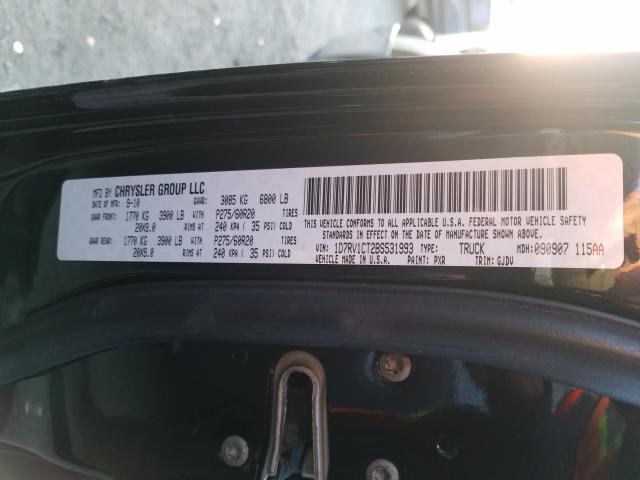 MFD BY CHRYSLER GROUP LLC
DATE OF MFR 9-10 GVWR: 3085 KG 6800 LB
GAWR FRONT: 1770 KG 3900 LB WITH P275/60R20 TIRES
20X9.0 RIMS AT 240 KPA ( 35 PSI) COLD
GAWR REAR: 1770 KG 3900 LB WITH P275/60R20 TIRES
20X9.0 RIMS AT 240 KPA ( 35 PSI) COLD
THIS VEHICLE CONFORMS TO ALL APPLICABLE U.S.A. FEDERAL MOTOR VEHICLE SAFETY
STANDARDS IN EFFECT ON THE DATE OF MANUFACTURE SHOWN ABOVE.
VIN: 1D7RV1CT2BS531993 TYPE: TRUCK MDH: 090907 115AA
VEHICLE MADE IN U.S.A. PAINT: PXR TRIM: GJDV